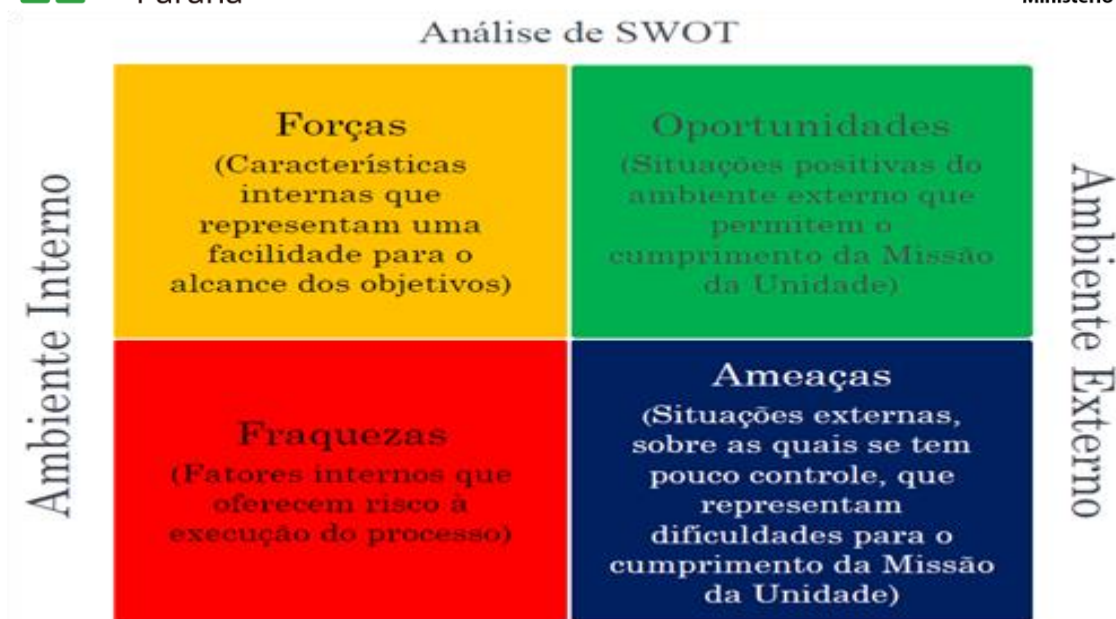 Paraná
Ministério
Análise de SWOT
Ambiente Interno
Forças
(Características
internas que
representam uma
facilidade para o
alcance dos objetivos)
Oportunidades
(Situações positivas do
ambiente externo que
permitem o
cumprimento da Missão
da Unidade)
Fraquezas
(Fatores internos que
oferecem risco à
execução do processo)
Ameaças
(Situações externas,
sobre as quais se tem
pouco controle, que
representam
dificuldades para o
cumprimento da Missão
da Unidade)
Ambiente Externo